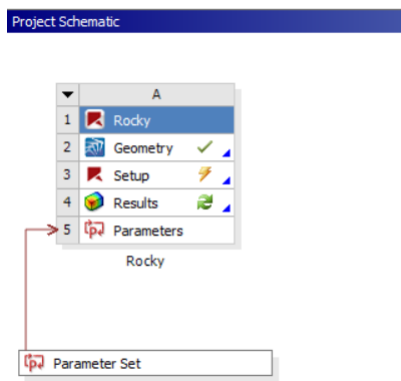 Project Schematic
A
1 Rocky
2 Geometry
3 Setup
4 Results
5 Parameters
Rocky
Parameter Set